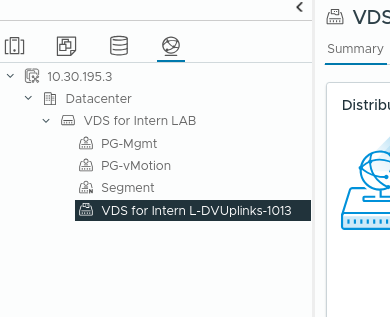 VDS
Summary
10.30.195.3
Datacenter
VDS for Intern LAB
Distribu
PG-Mgmt
PG-vMotion
Segment
VDS for Intern L-DVUplinks-1013